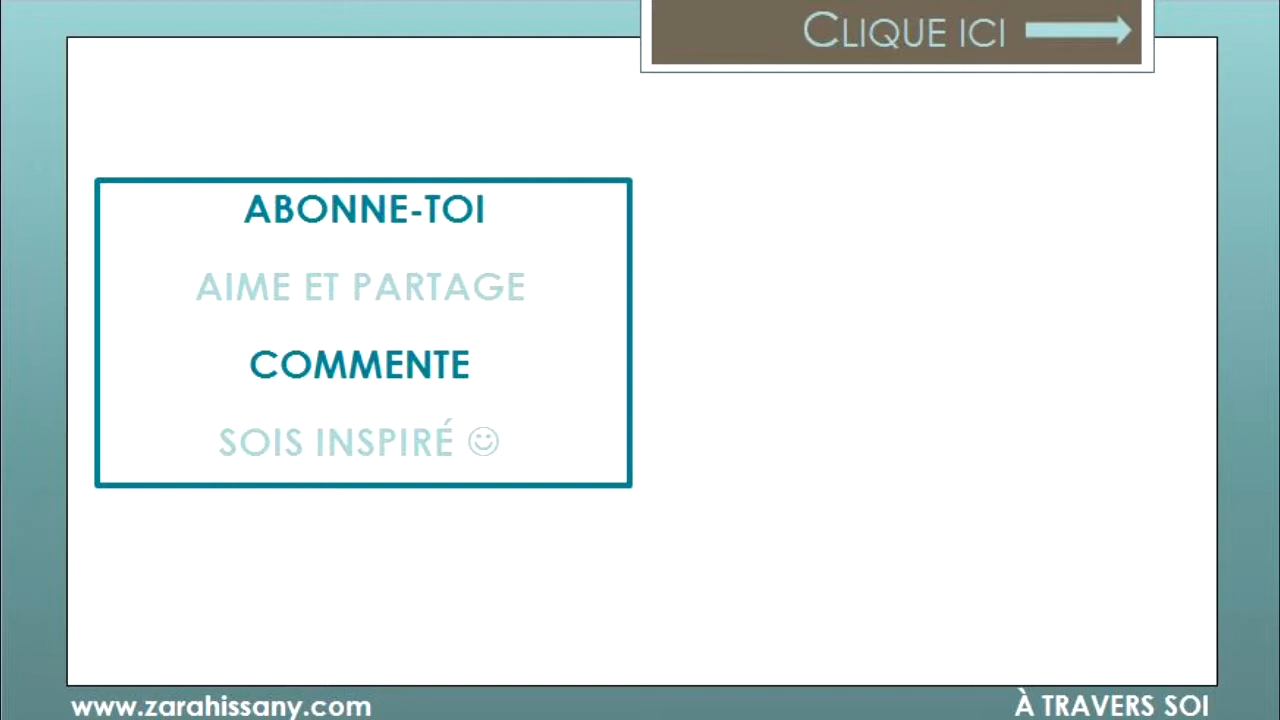 CLIQUE ICI
ABONNE-TOI
AIME ET PARTAGE
COMMENTE
SOIS INSPIRÉ ☺
www.zarahissany.com
À TRAVERS SOI